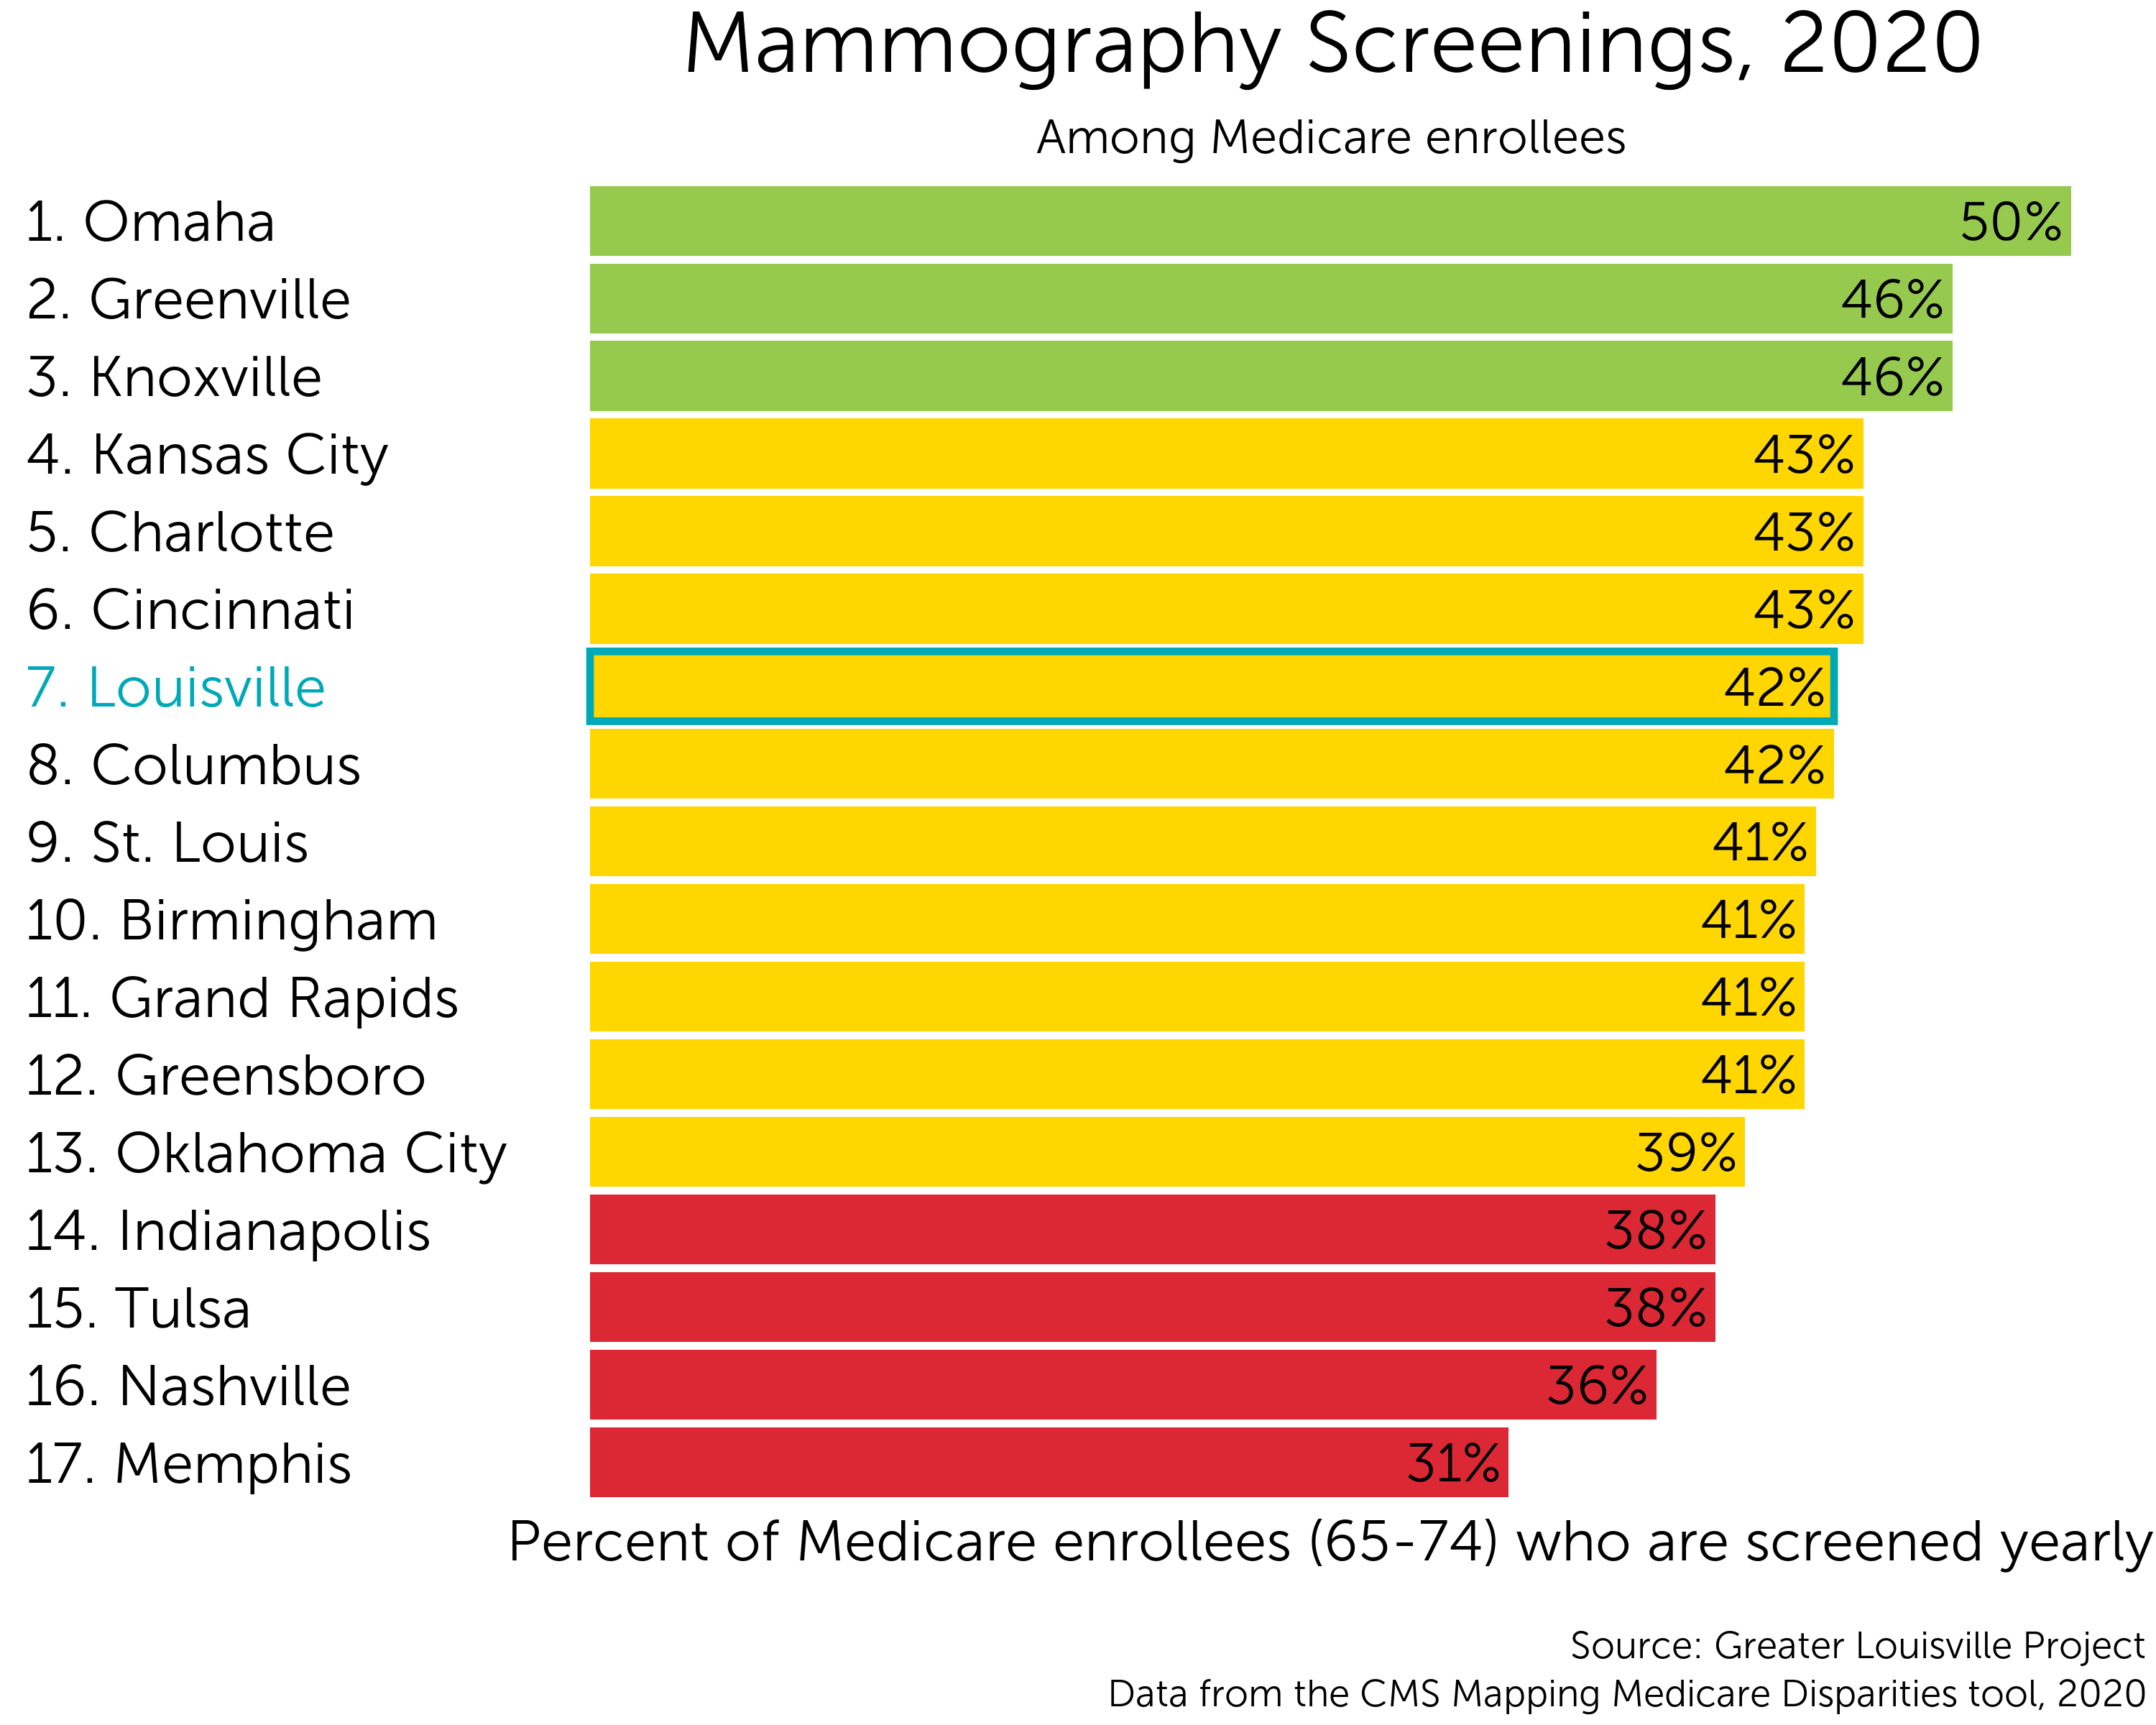 Mammography Screenings, 2020
Among Medicare enrollees
1. Omaha 50%
2. Greenville 46%
3. Knoxville 46%
4. Kansas City 43%
5. Charlotte 43%
6. Cincinnati 43%
7. Louisville 42%
8. Columbus 42%
9. St. Louis 41%
10. Birmingham 41%
11. Grand Rapids 41%
12. Greensboro 41%
13. Oklahoma City 39%
14. Indianapolis 38%
15. Tulsa 38%
16. Nashville 36%
17. Memphis 31%
Percent of Medicare enrollees (65-74) who are screened yearly
Source: Greater Louisville Project
Data from the CMS Mapping Medicare Disparities tool, 2020